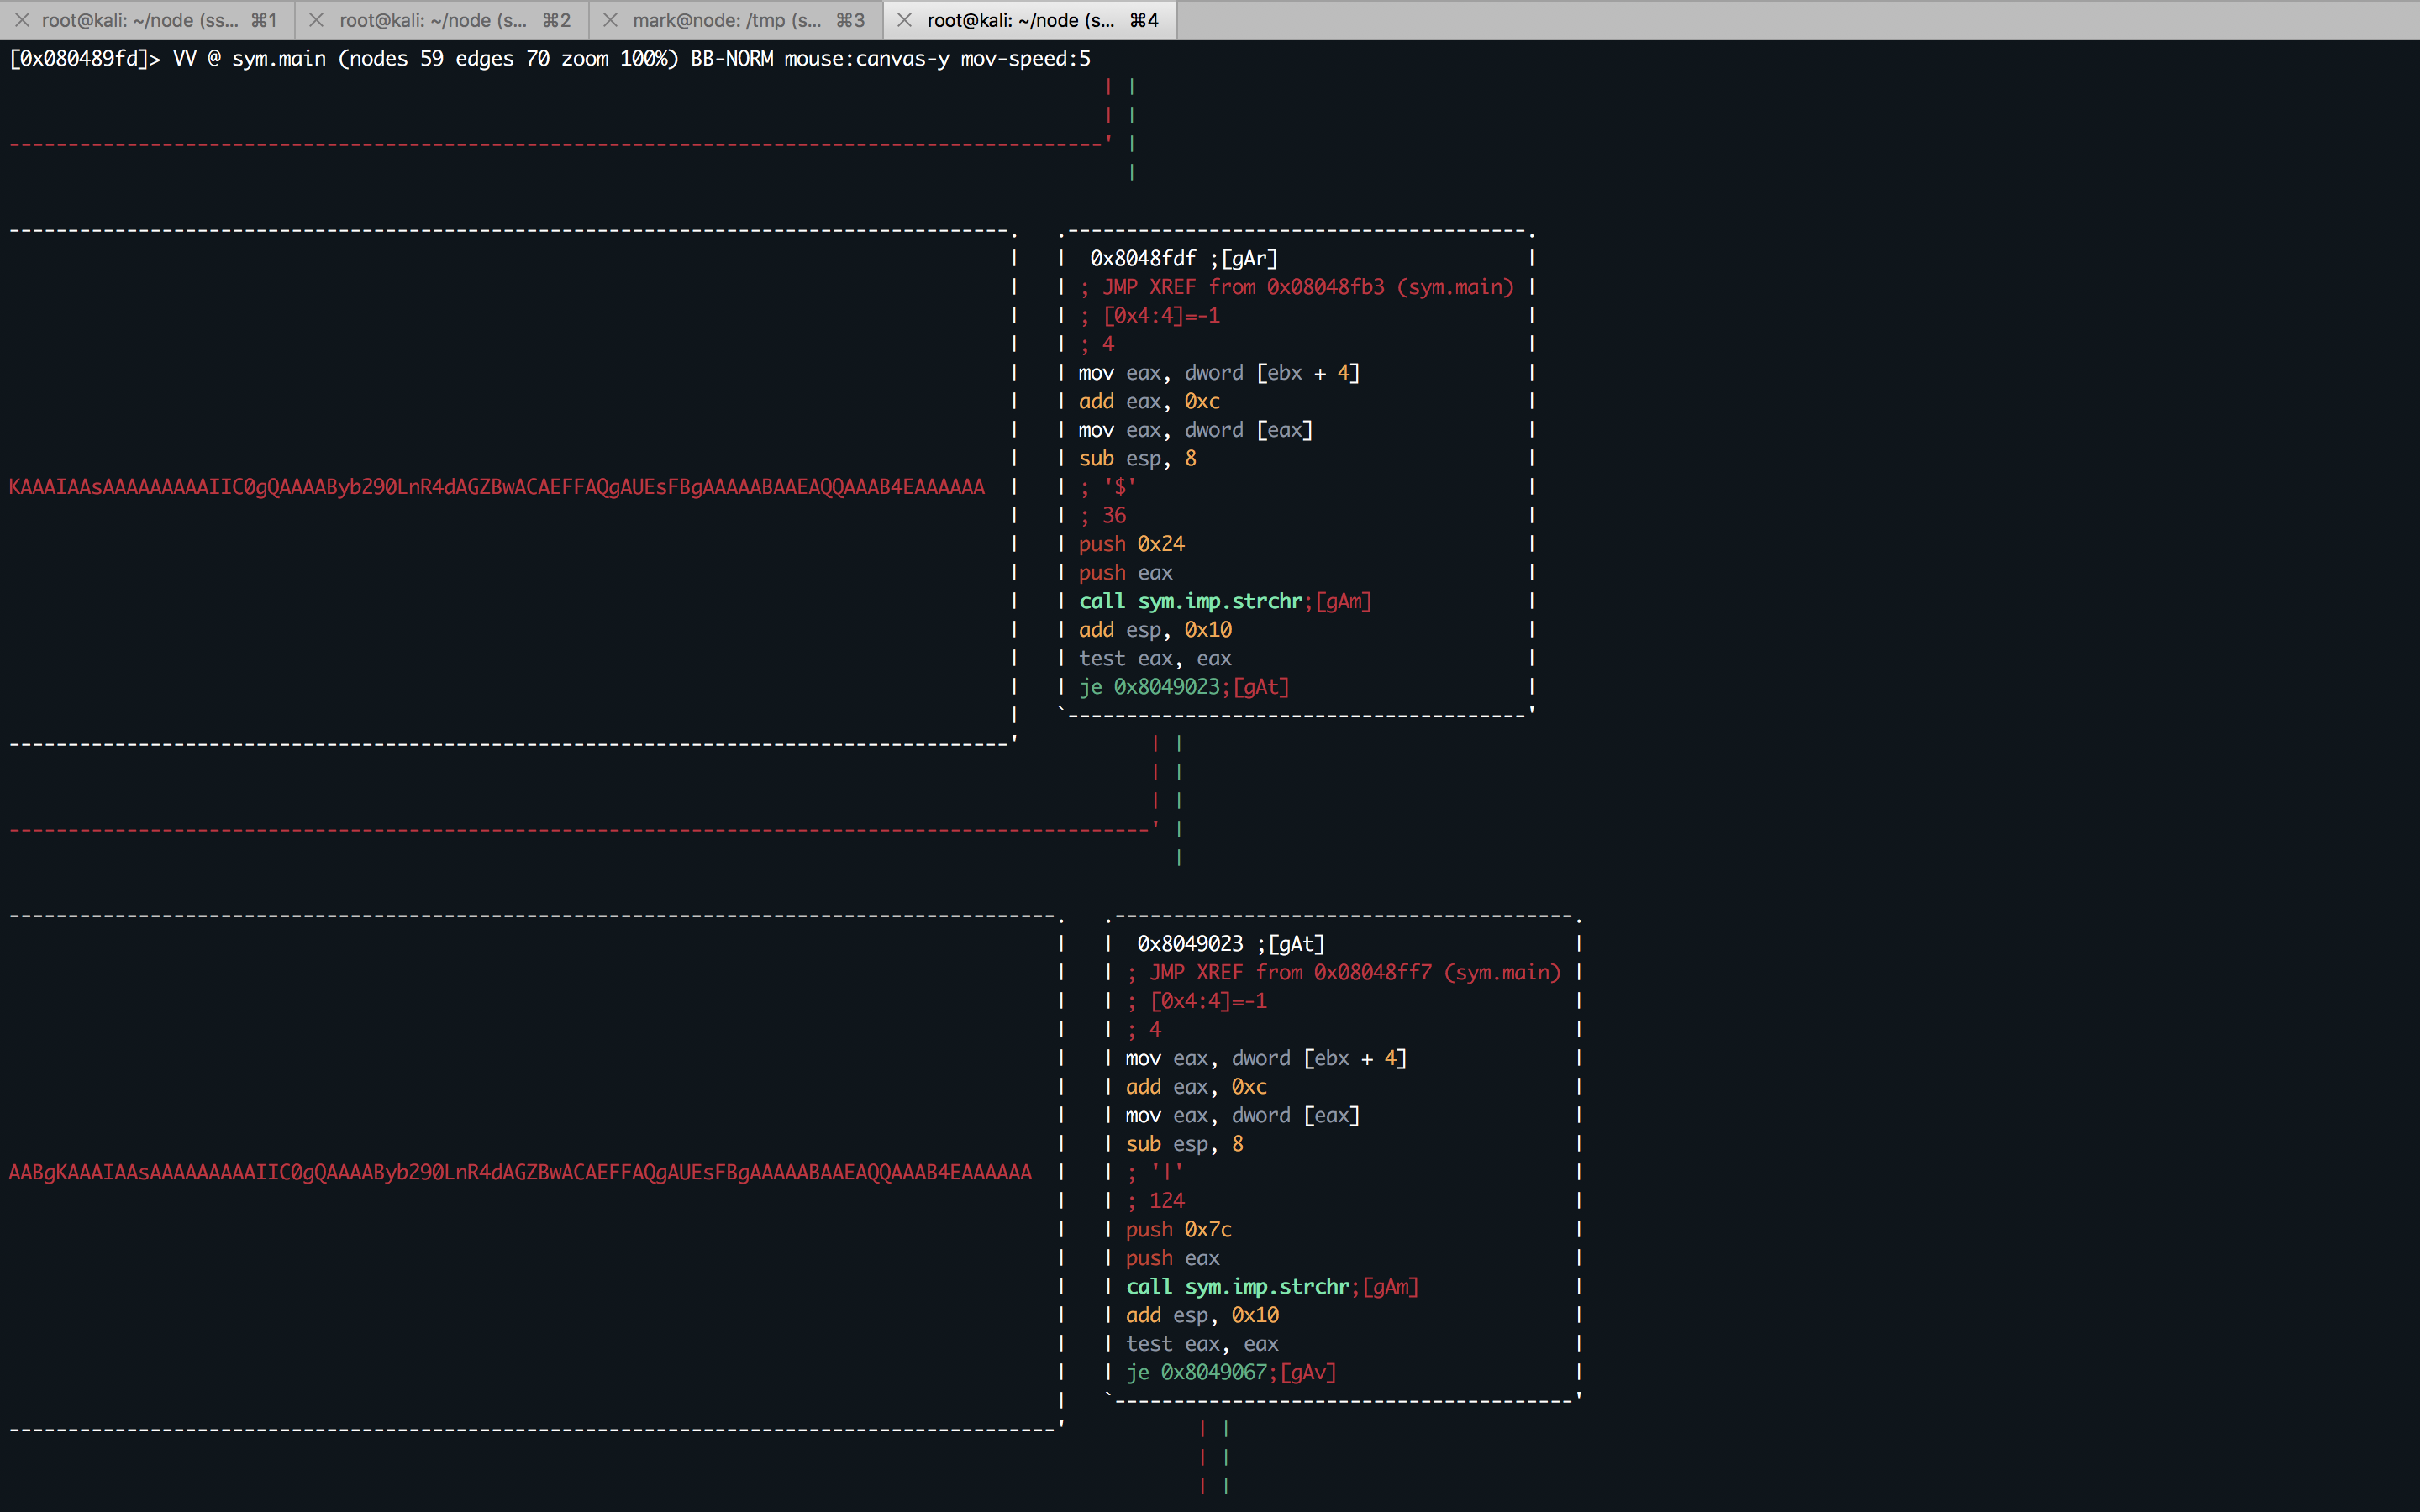 root@kali: ~/node (ss... ⌘1
root@kali: ~/node (s... ⌘2
mark@node: /tmp (s... ⌘3
root@kali: ~/node (s... ⌘4
[0x080489fd]> VV @ sym.main (nodes 59 edges 70 zoom 100%) BB-NORM mouse:canvas-y mov-speed:5
0x8048fdf ;[gAr]
; JMP XREF from 0x08048fb3 (sym.main)
; [0x4:4]=-1
; 4
mov eax, dword [ebx + 4]
add eax, 0xc
mov eax, dword [eax]
sub esp, 8
KAAAIAAsAAAAAAAAAIIC0gQAAAAByb290LnR4dAGZBwACAEFFAQgAUEsFBgAAAAABAAEAQQAAAB4EAAAAAA
; '$'
; 36
push 0x24
push eax
call sym.imp.strchr;[gAm]
add esp, 0x10
test eax, eax
je 0x8049023;[gAt]
0x8049023 ;[gAt]
; JMP XREF from 0x08048ff7 (sym.main)
; [0x4:4]=-1
; 4
mov eax, dword [ebx + 4]
add eax, 0xc
mov eax, dword [eax]
sub esp, 8
AABgKAAAIAAsAAAAAAAAAIIC0gQAAAAByb290LnR4dAGZBwACAEFFAQgAUEsFBgAAAAABAAEAQQAAAB4EAAAAAA
; '|'
; 124
push 0x7c
push eax
call sym.imp.strchr;[gAm]
add esp, 0x10
test eax, eax
je 0x8049067;[gAv]